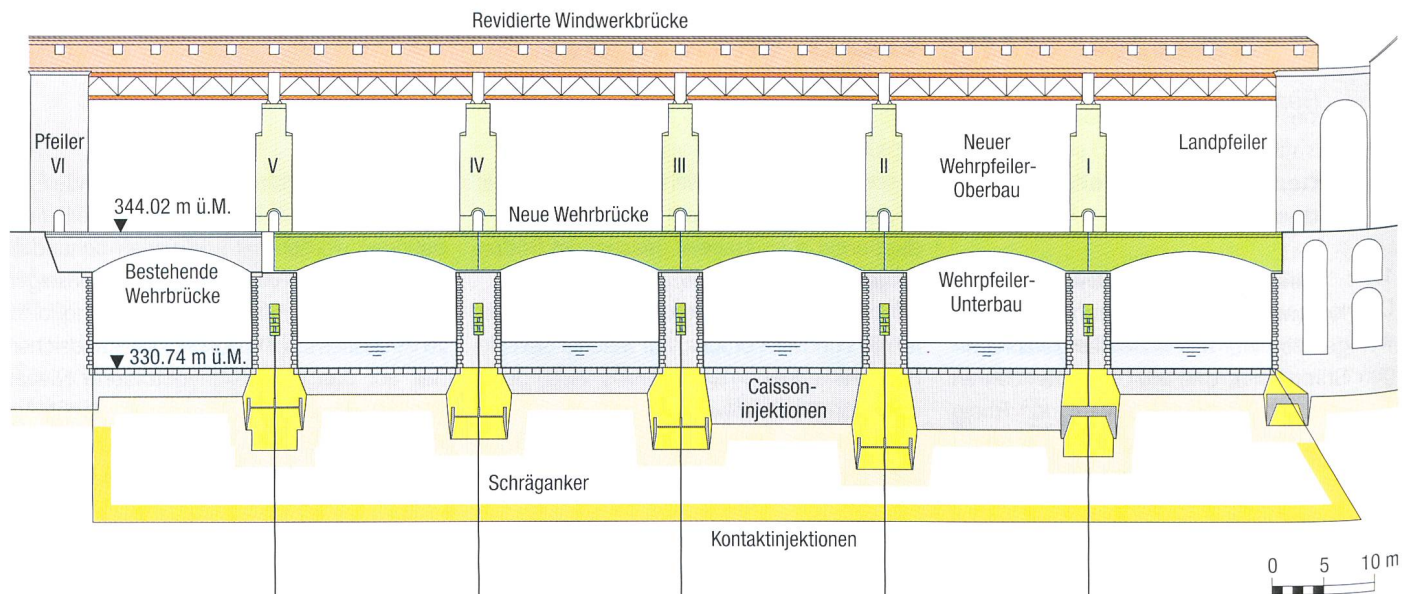 Revidierte Windwerkbrücke
Pfeiler
VI
V
IV
III
II
Neuer
Wehrpfeiler-
Oberbau
I
Landpfeiler
344.02 m ü.M.
Neue Wehrbrücke
Bestehende
Wehrbrücke
Wehrpfeiler-
Unterbau
330.74 m ü.M.
Caisson-
injektionen
Schräganker
Kontaktinjektionen
0 5 10 m